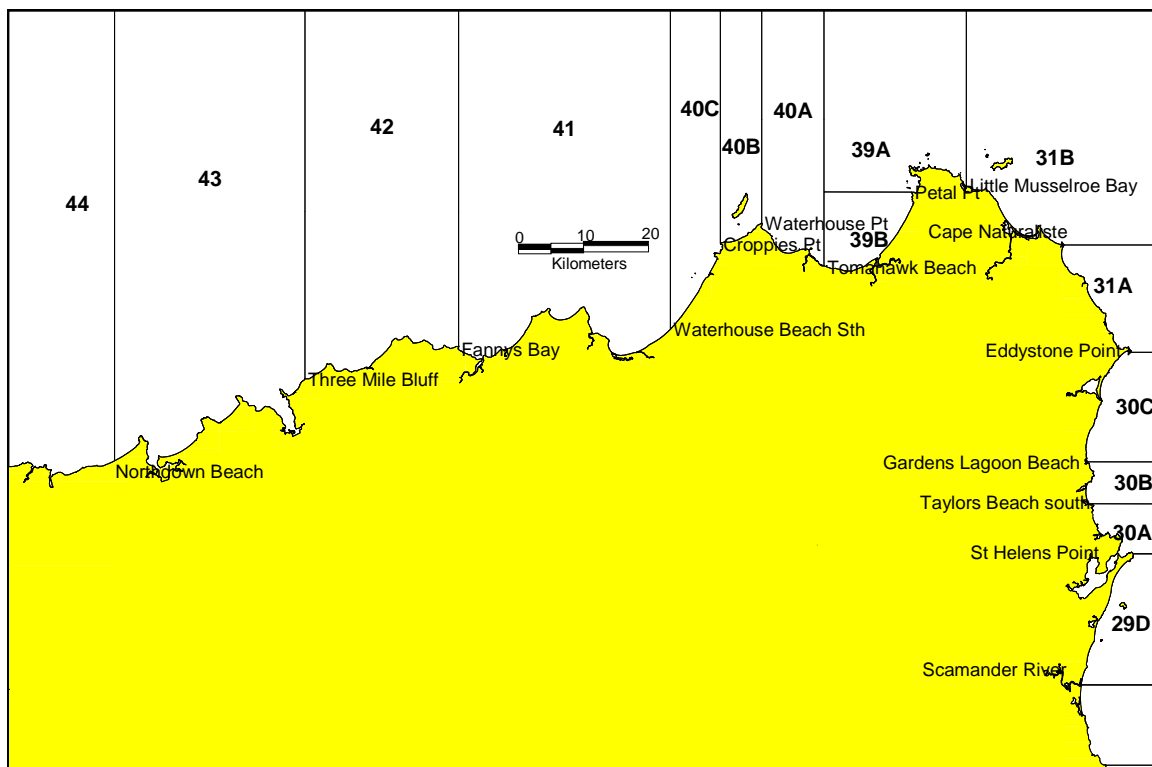 40C
40A
42
41
40B
39A
31B
43
Little Musselroe Bay
Petal Pt
44
Waterhouse Pt
Cape Naturaliste
0 10 20
39B
Croppies Pt
Kilometers
Tomahawk Beach
31A
Waterhouse Beach Sth
Fannys Bay
Eddystone Point
Three Mile Bluff
30C
Gardens Lagoon Beach
Northdown Beach
30B
Taylors Beach south
30A
St Helens Point
29D
Scamander River